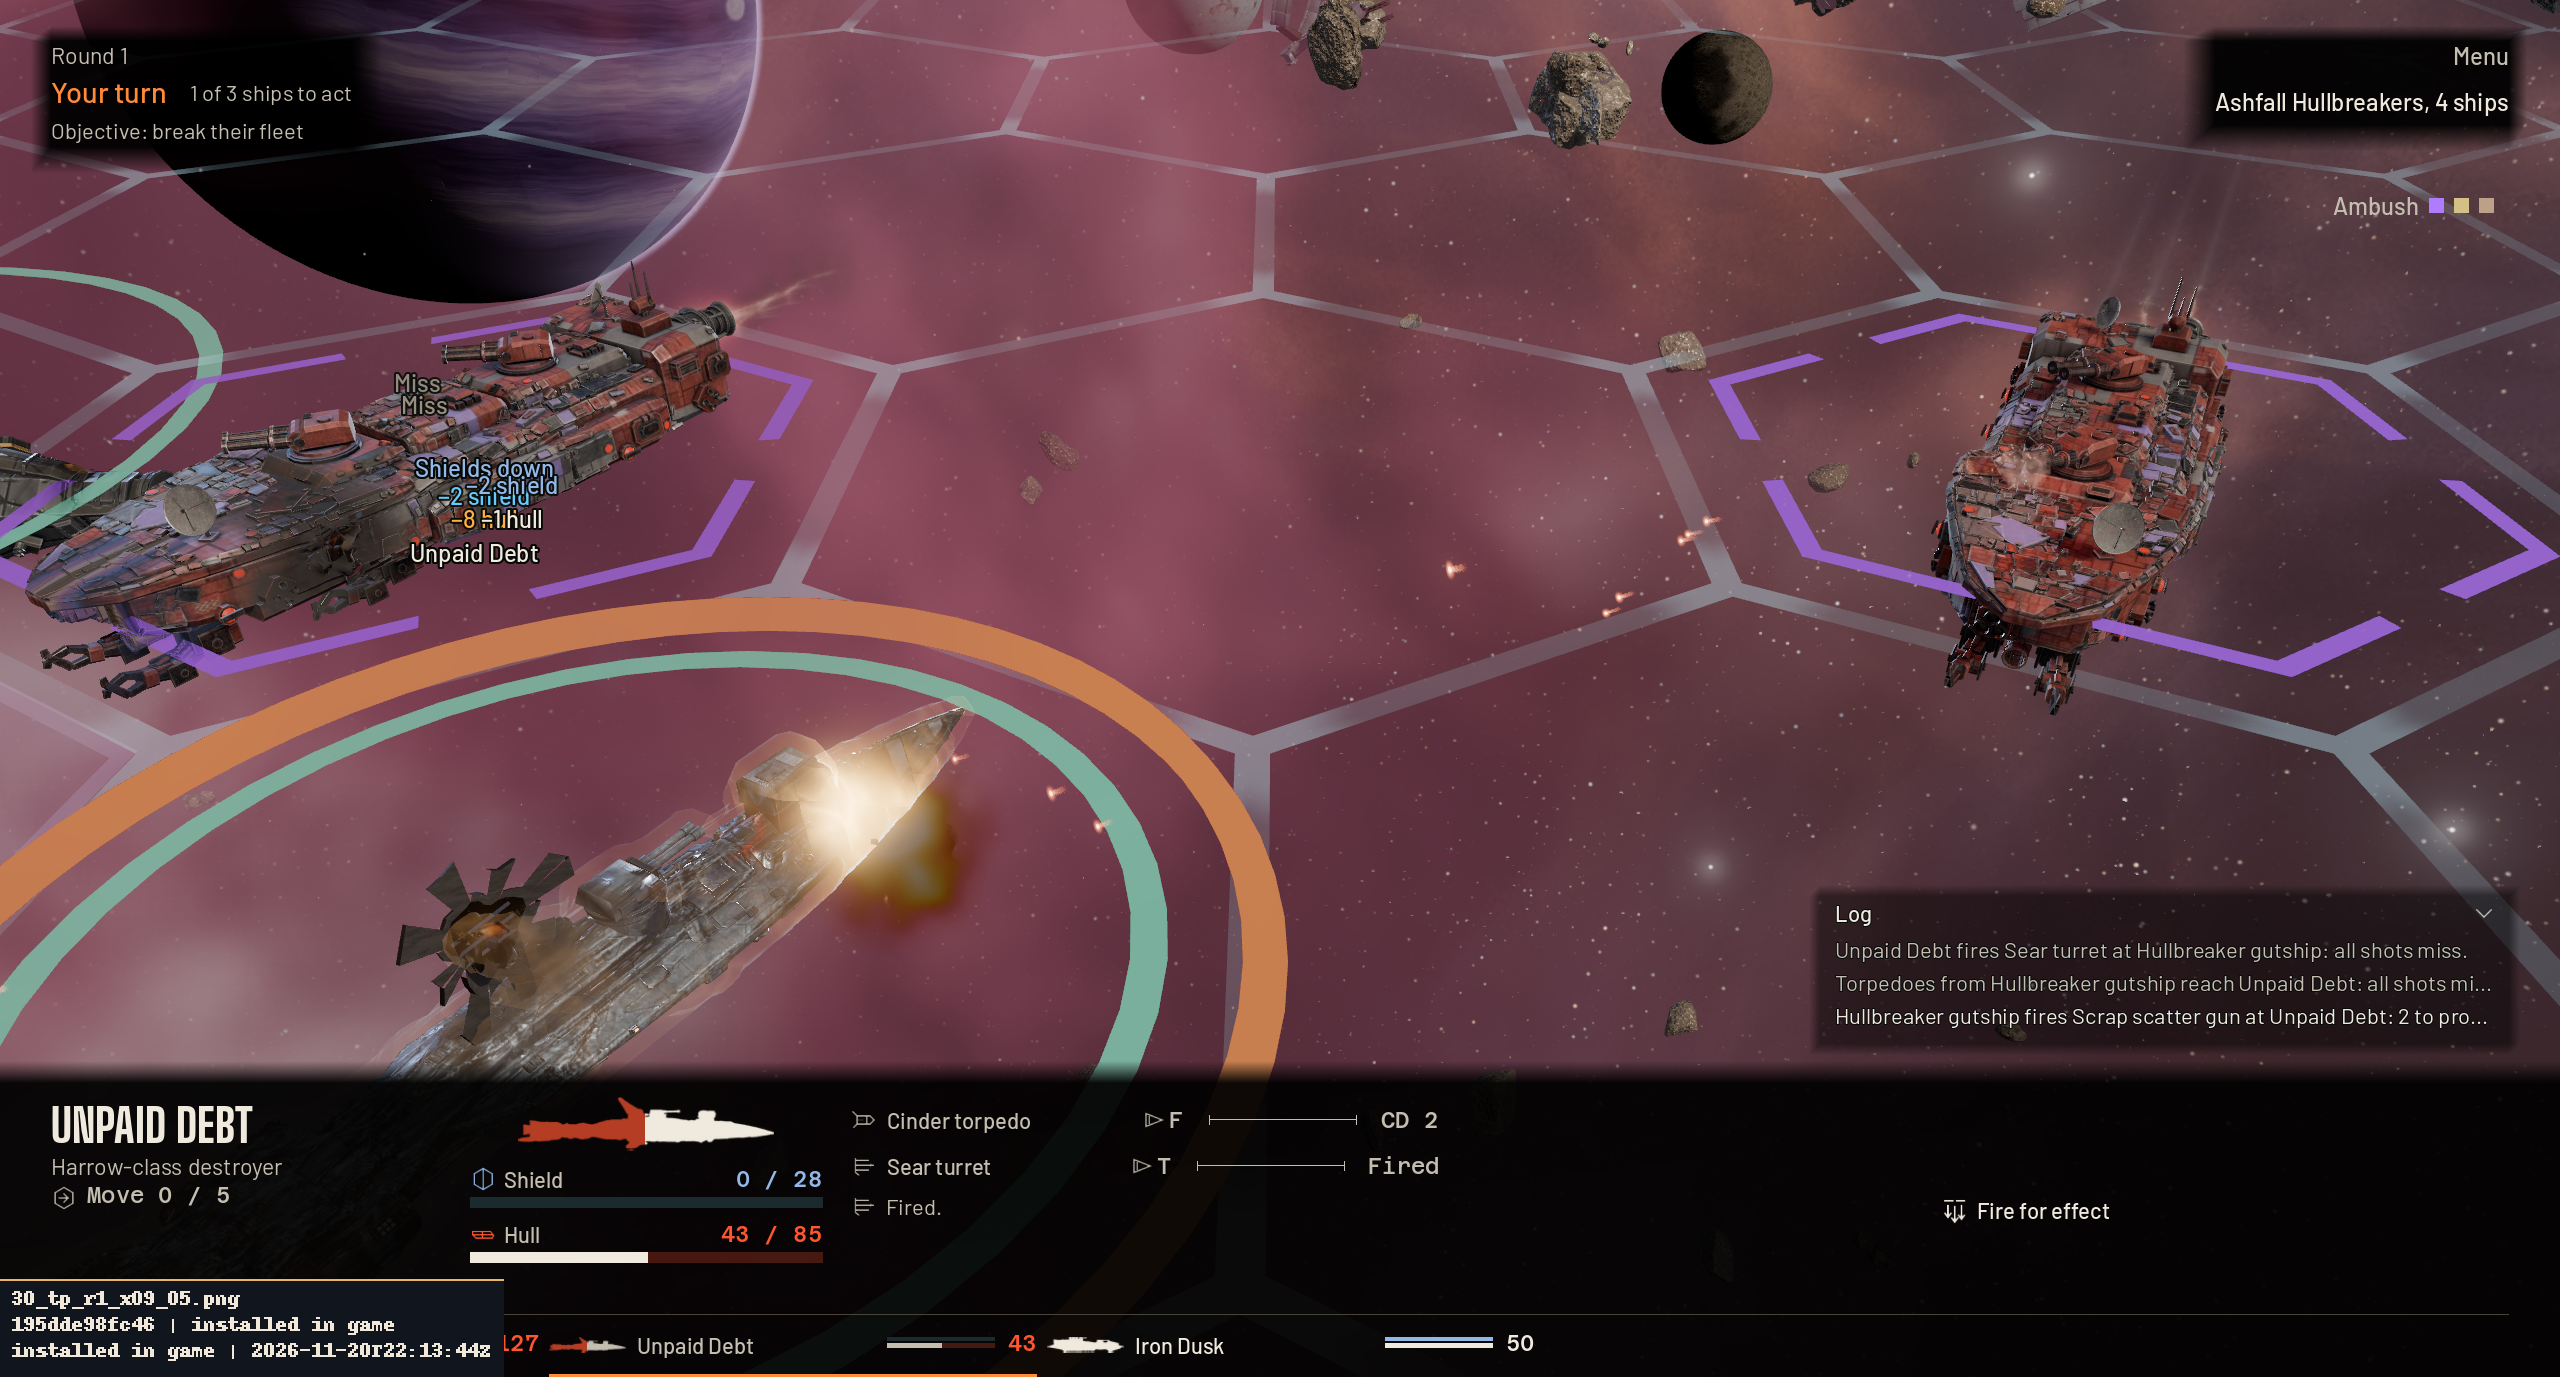 Round 1
Your turn 1 of 3 ships to act
Objective: break their fleet
Menu
Ashfall Hullbreakers, 4 ships
Ambush
Miss
Miss
Shields down
-2 shield
-2 shield
-8
-1 hull
Unpaid Debt
Log
Unpaid Debt fires Sear turret at Hullbreaker gutship: all shots miss.
Torpedoes from Hullbreaker gutship reach Unpaid Debt: all shots mi...
Hullbreaker gutship fires Scrap scatter gun at Unpaid Debt: 2 to pro...
UNPAID DEBT
Harrow-class destroyer
Move 0 / 5
Shield 0 / 28
Hull 43 / 85
Cinder torpedo F CD 2
Sear turret T Fired
Fired.
Fire for effect
30_tp_r1_x09_05.png
195dde98fc46 | installed in game
installed in game | 2026-11-20T22:13:44Z
127 Unpaid Debt 43 Iron Dusk 50